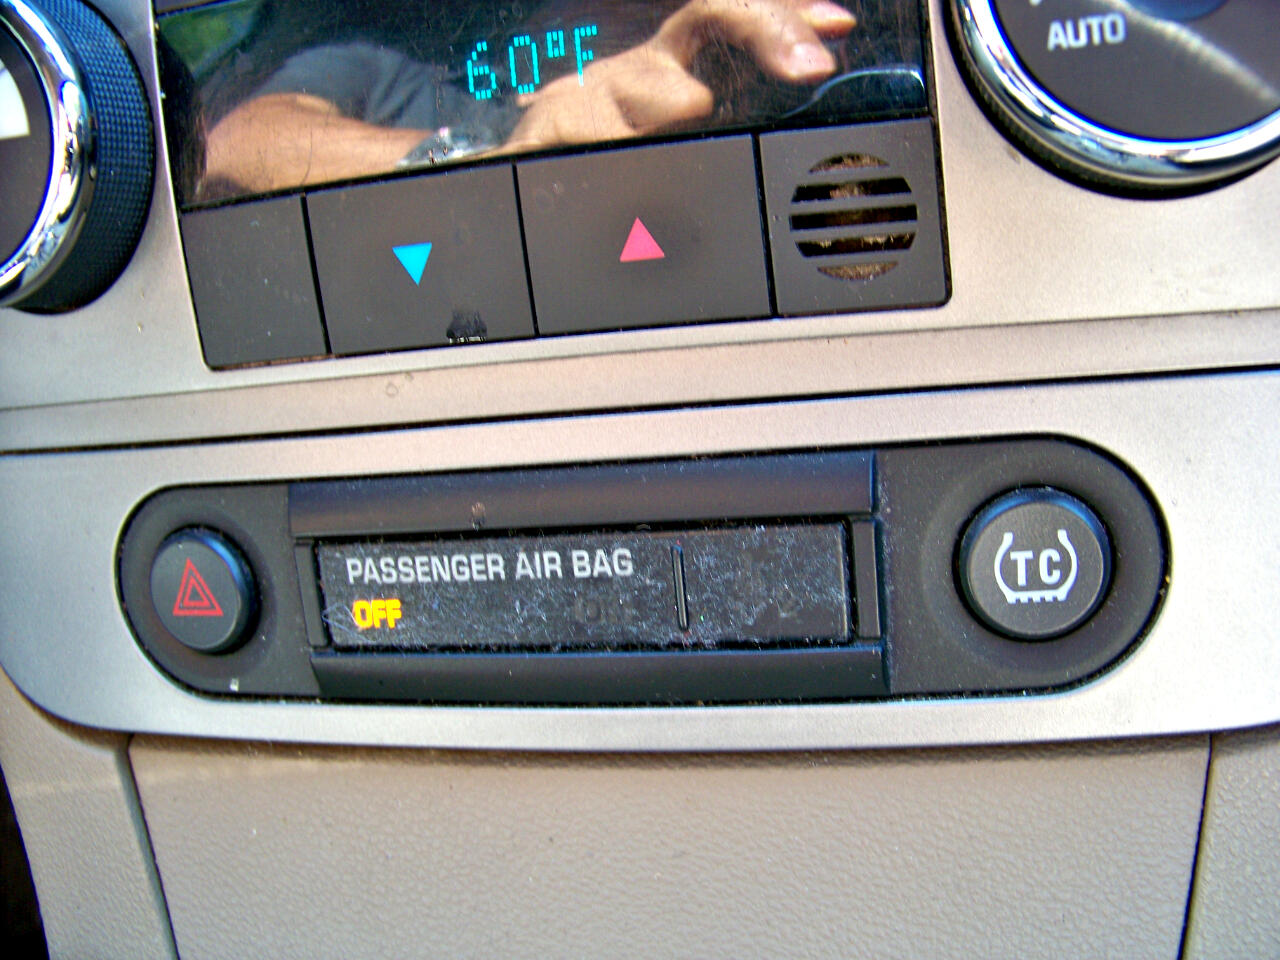 60°F
AUTO
PASSENGER AIR BAG
OFF
TC